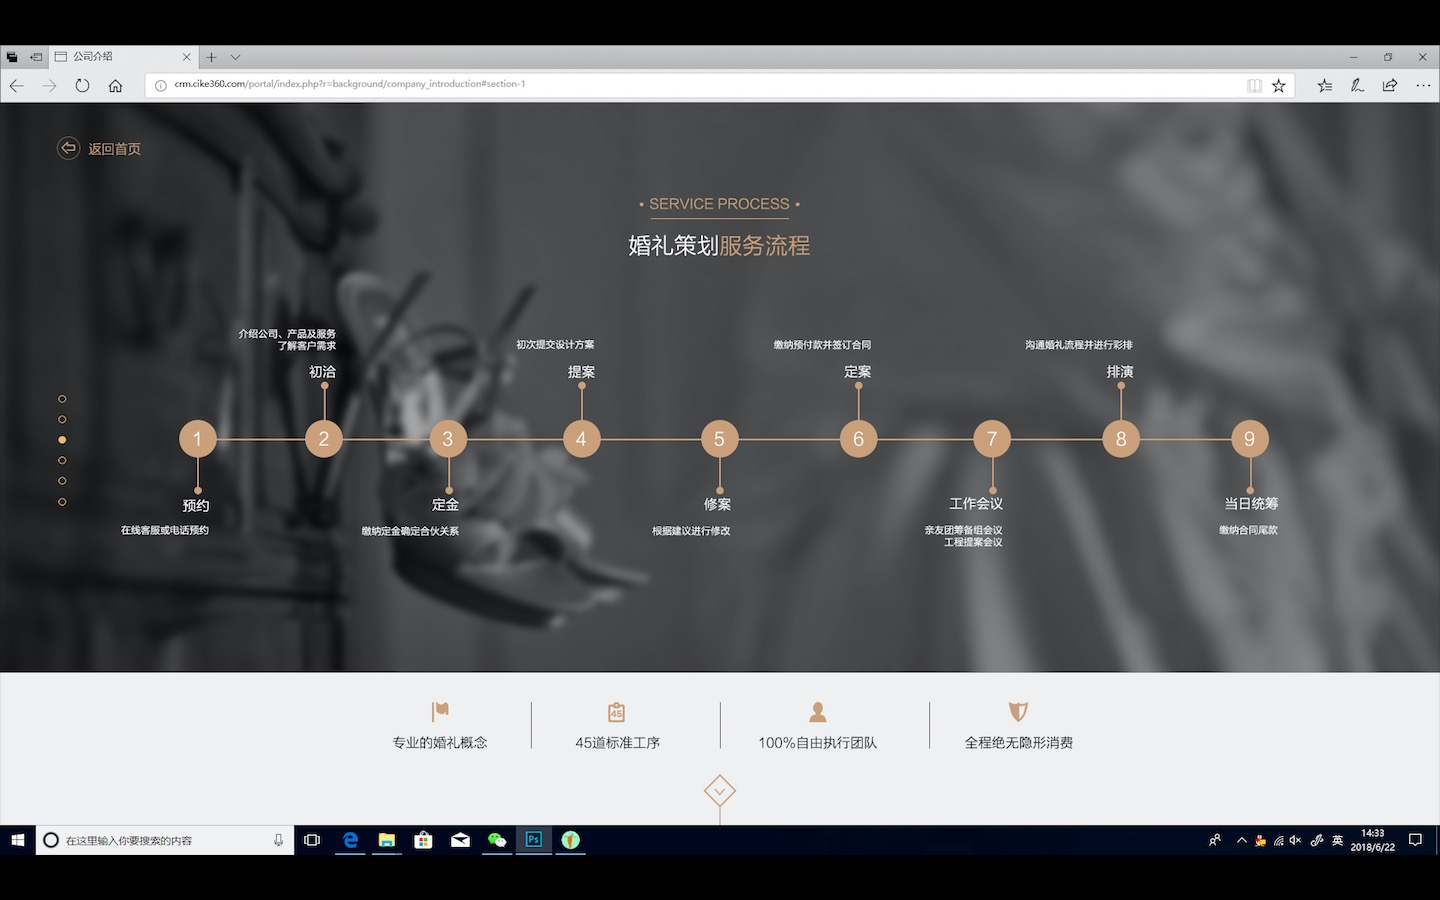 公司介绍
crm.cike360.com/portal/index.php?r=background/company_introduction#section-1
返回首页
• SERVICE PROCESS •
婚礼策划服务流程
介绍公司、产品及服务
了解客户需求
初次提交设计方案
缴纳预付款并签订合同
沟通婚礼流程并进行彩排
初洽
提案
定案
排演
1
2
3
4
5
6
7
8
9
预约
定金
修案
工作会议
当日统筹
在线客服或电话预约
缴纳定金确定合伙关系
根据建议进行修改
亲友团筹备组会议
工程提案会议
缴纳合同尾款
45
专业的婚礼概念
45道标准工序
100%自由执行团队
全程绝无隐形消费
在这里输入你要搜索的内容
Ps
英
14:33
2018/6/22